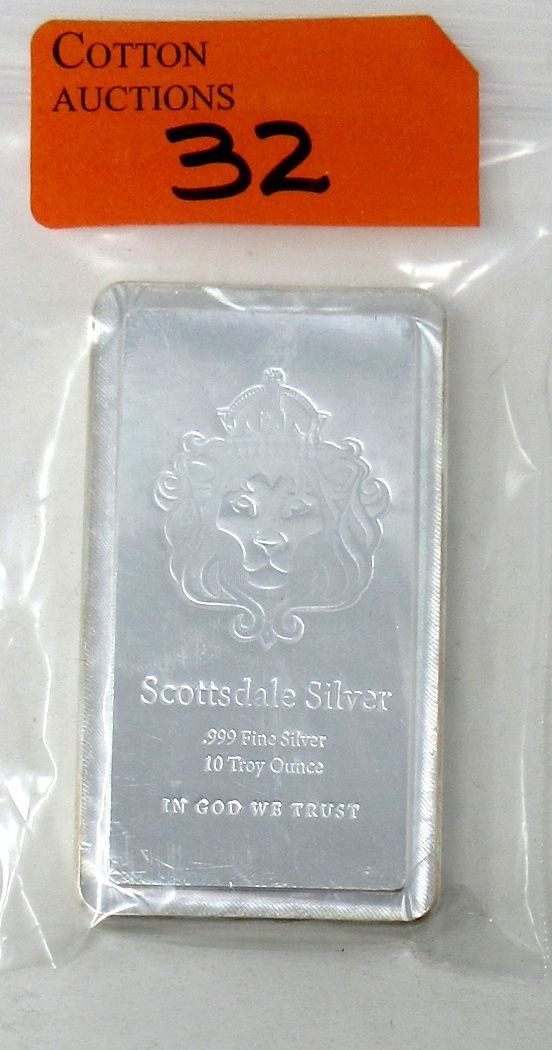 COTTON
AUCTIONS
32
Scottsdale Silver
.999 Fine Silver
10 Troy Ounce
IN GOD WE TRUST